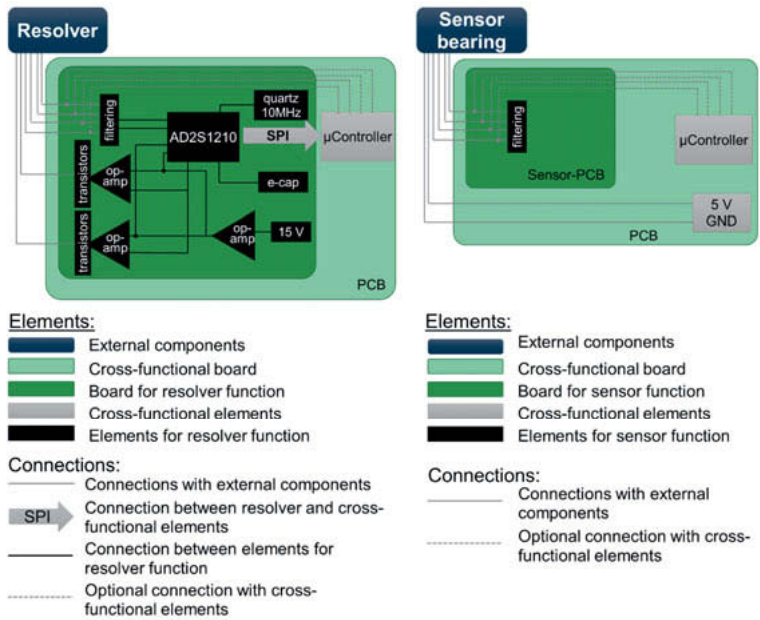 Resolver
filtering
quartz
10MHz
AD2S1210
SPI
µController
transistors
op-
amp
e-cap
transistors
op-
amp
op-
amp
15 V
PCB
Sensor
bearing
filtering
µController
Sensor-PCB
5 V
GND
PCB
Elements:
External components
Cross-functional board
Board for resolver function
Cross-functional elements
Elements for resolver function
Connections:
Connections with external components
SPI
Connection between resolver and cross-
functional elements
Connection between elements for
resolver function
Optional connection with cross-
functional elements
Elements:
External components
Cross-functional board
Board for sensor function
Cross-functional elements
Elements for sensor function
Connections:
Connections with external
components
Optional connection with cross-
functional elements